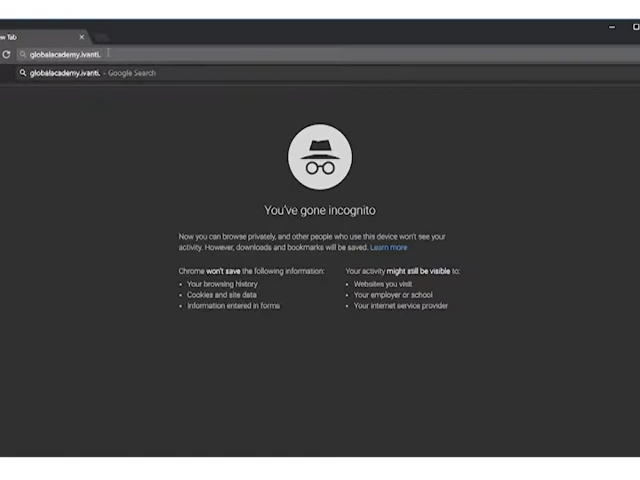 w Tab
globalacademy.ivanti.
globalacademy.ivanti. - Google Search
You've gone incognito
Now you can browse privately, and other people who use this device won't see your
activity. However, downloads and bookmarks will be saved. Learn more
Chrome won't save the following information:
• Your browsing history
• Cookies and site data
• Information entered in forms
Your activity might still be visible to:
• Websites you visit
• Your employer or school
• Your internet service provider